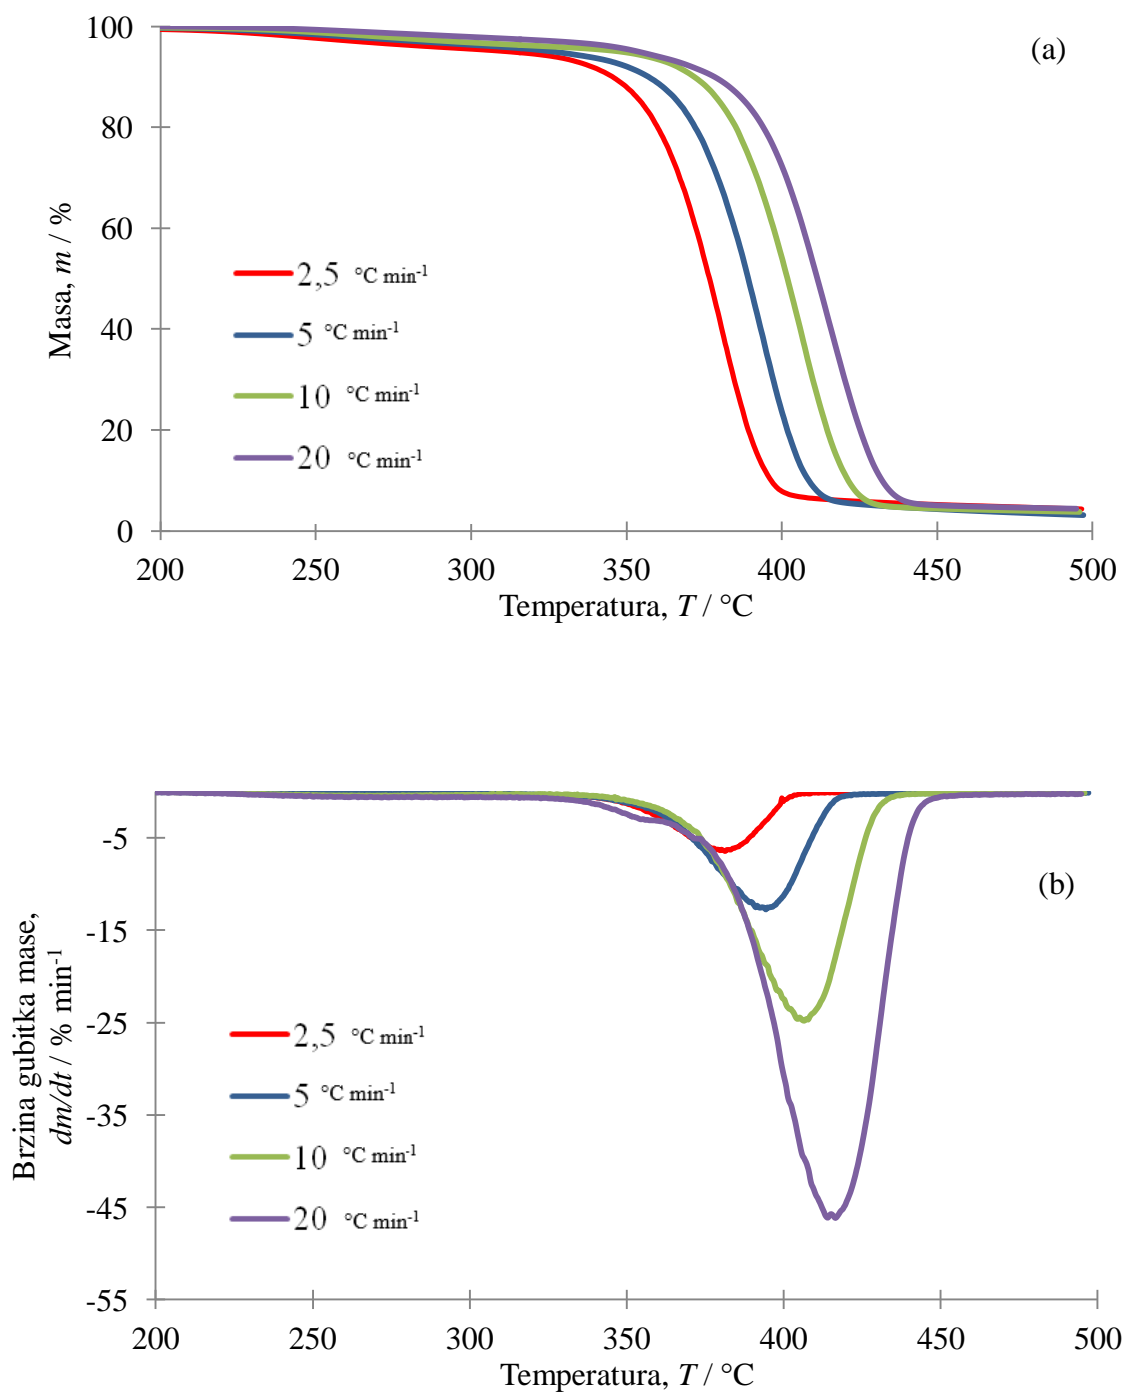 100
80
60
40
20
0
Masa, m / %
(a)
2,5 °C min-1
5 °C min-1
10 °C min-1
20 °C min-1
200 250 300 350 400 450 500
Temperatura, T / °C
-5
-15
-25
-35
-45
-55
Brzina gubitka mase,
dm/dt / % min-1
(b)
2,5 °C min-1
5 °C min-1
10 °C min-1
20 °C min-1
200 250 300 350 400 450 500
Temperatura, T / °C